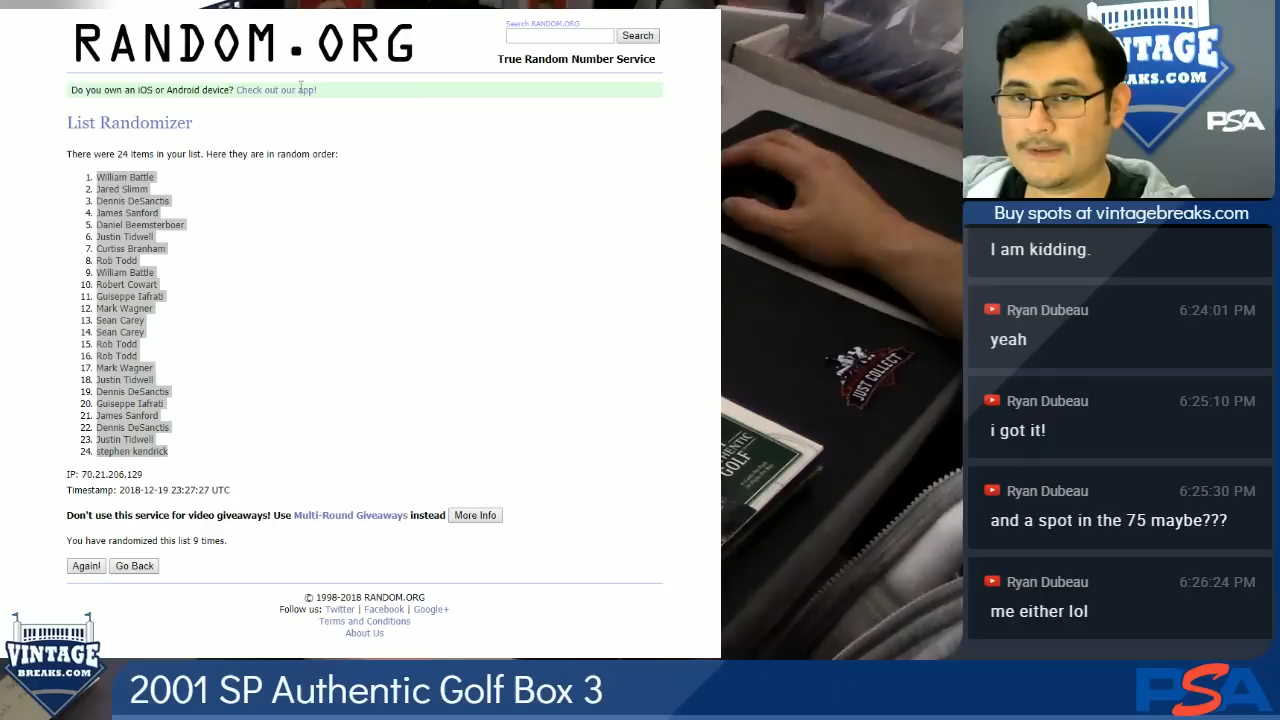 RANDOM.ORG
Search RANDOM.ORG
Search
True Random Number Service
Do you own an iOS or Android device? Check out our app!
List Randomizer
There were 24 items in your list. Here they are in random order:
1. William Battle
2. Jared Slimm
3. Dennis DeSanctis
4. James Sanford
5. Daniel Beemsterboer
6. Justin Tidwell
7. Curtiss Branham
8. Rob Todd
9. William Battle
10. Robert Cowart
11. Guiseppe Iafrati
12. Mark Wagner
13. Sean Carey
14. Sean Carey
15. Rob Todd
16. Rob Todd
17. Mark Wagner
18. Justin Tidwell
19. Dennis DeSanctis
20. Guiseppe Iafrati
21. James Sanford
22. Dennis DeSanctis
23. Justin Tidwell
24. stephen kendrick
IP: 70.21.206.129
Timestamp: 2018-12-19 23:27:27 UTC
Don't use this service for video giveaways! Use Multi-Round Giveaways instead More Info
You have randomized this list 9 times.
Again! Go Back
© 1998-2018 RANDOM.ORG
Follow us: Twitter | Facebook | Google+
Terms and Conditions
About Us
JUST COLLECT
GOLF
VINTAGE
BREAKS.COM
PSA
Buy spots at vintagebreaks.com
I am kidding.
Ryan Dubeau 6:24:01 PM
yeah
Ryan Dubeau 6:25:10 PM
i got it!
Ryan Dubeau 6:25:30 PM
and a spot in the 75 maybe???
Ryan Dubeau 6:26:24 PM
me either lol
VINTAGE
BREAKS.COM
2001 SP Authentic Golf Box 3
PSA